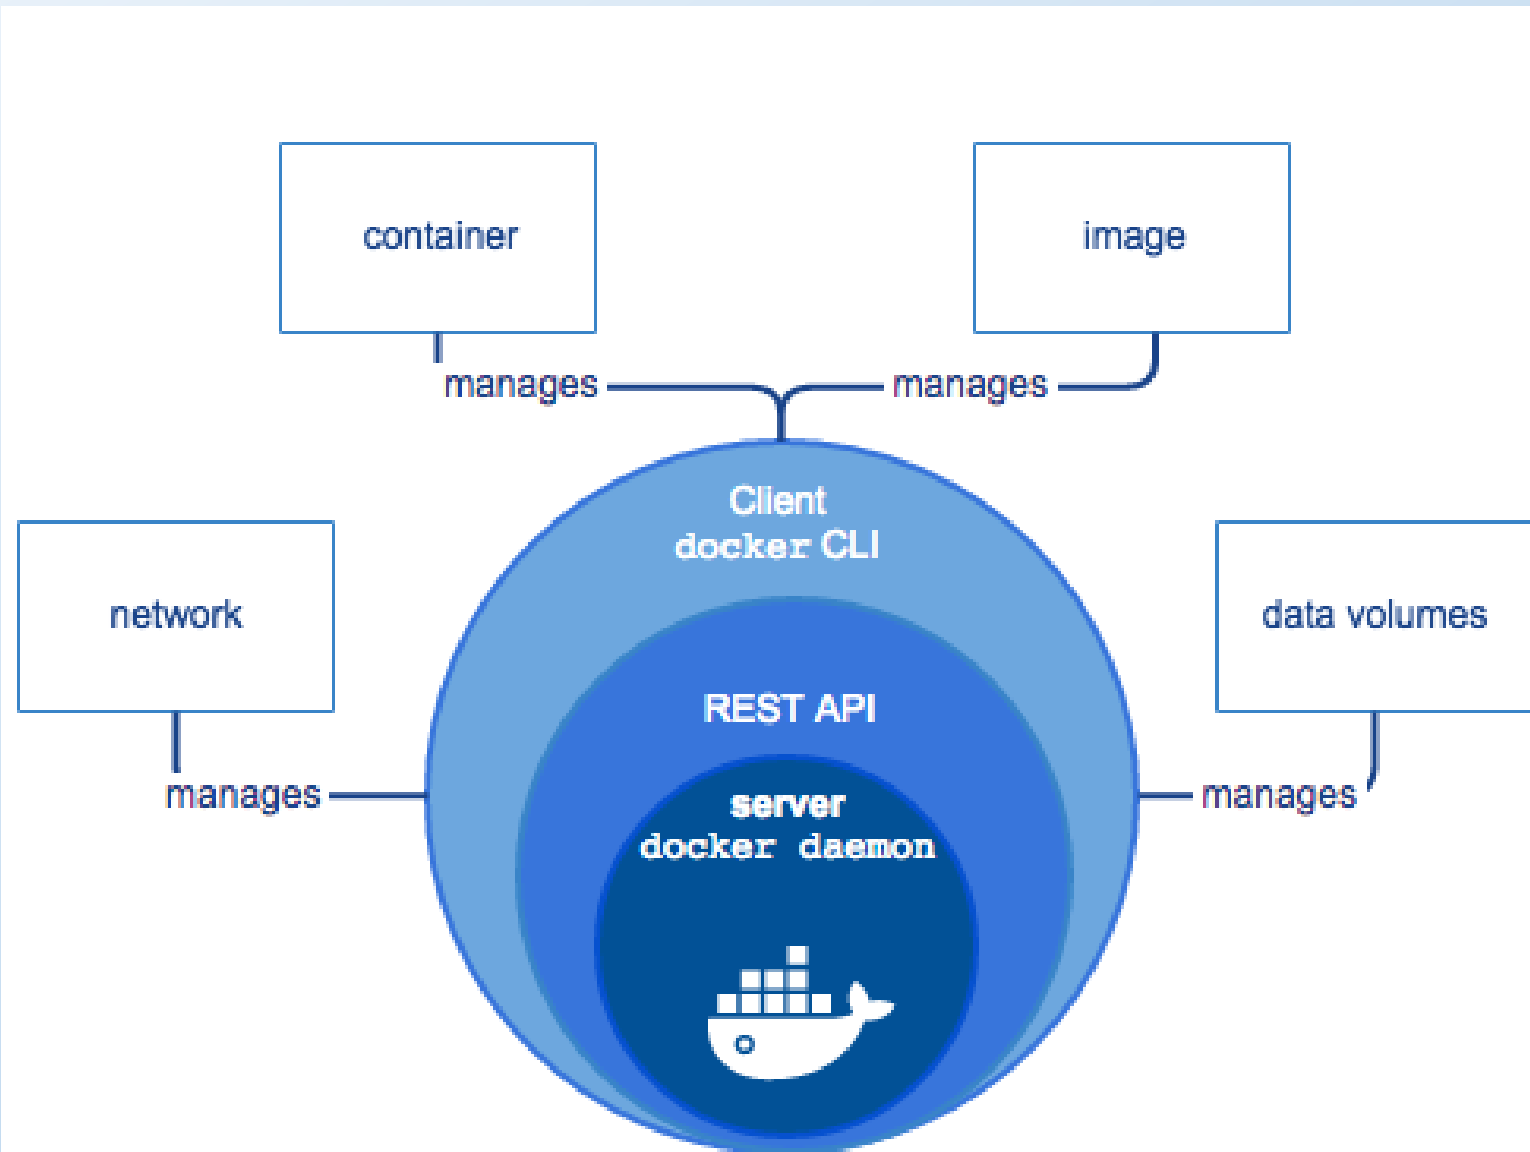 container
image
manages
manages
Client
docker CLI
network
data volumes
REST API
manages
manages
server
docker daemon